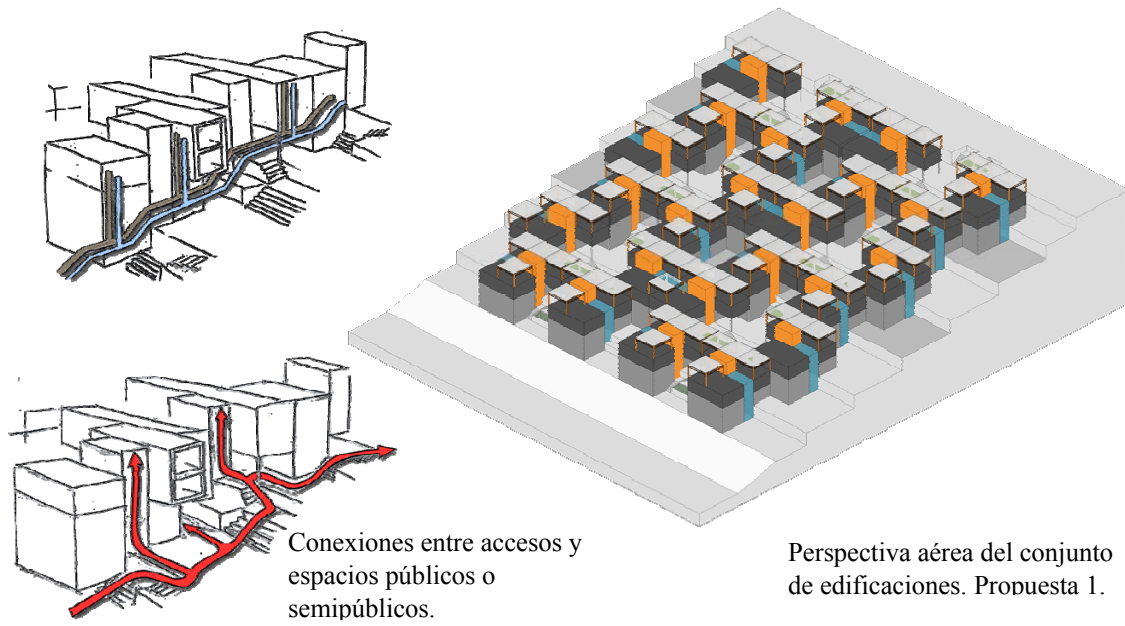 Conexiones entre accesos y
espacios públicos o
semipúblicos.
Perspectiva aérea del conjunto
de edificaciones. Propuesta 1.